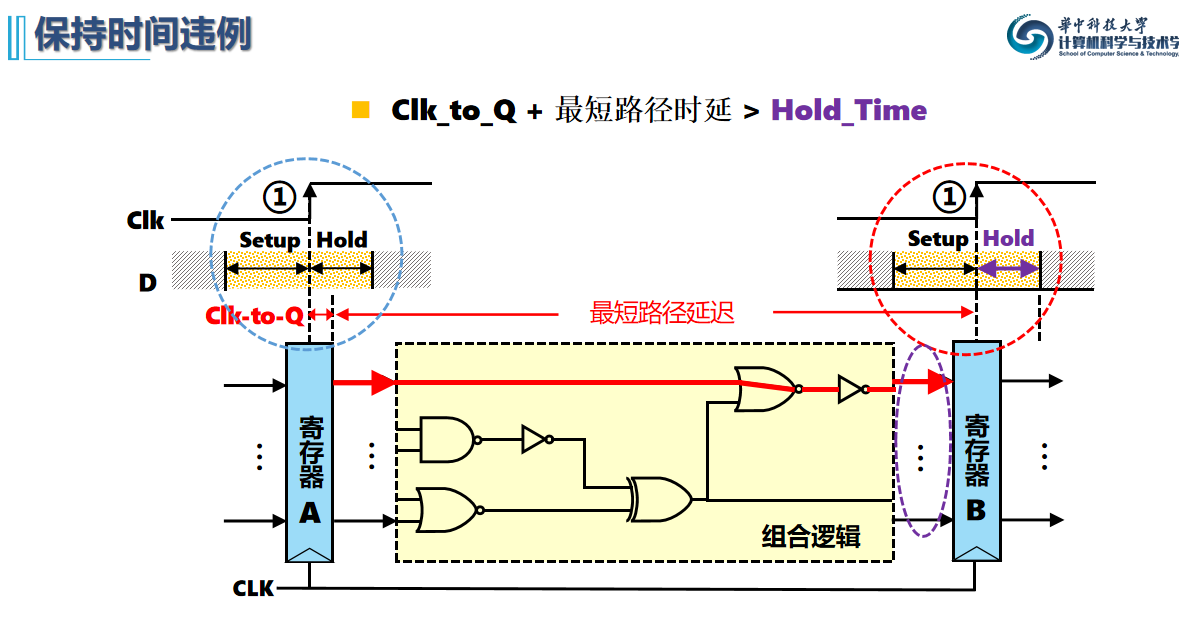 保持时间违例
华中科技大学
计算机科学与技术学
School of Computer Science & Technology,
Clk_to_Q + 最短路径时延 > Hold_Time
① ①
Clk
Setup Hold Setup Hold
D
Clk-to-Q 最短路径延迟
寄存器 A
寄存器 B
组合逻辑
CLK